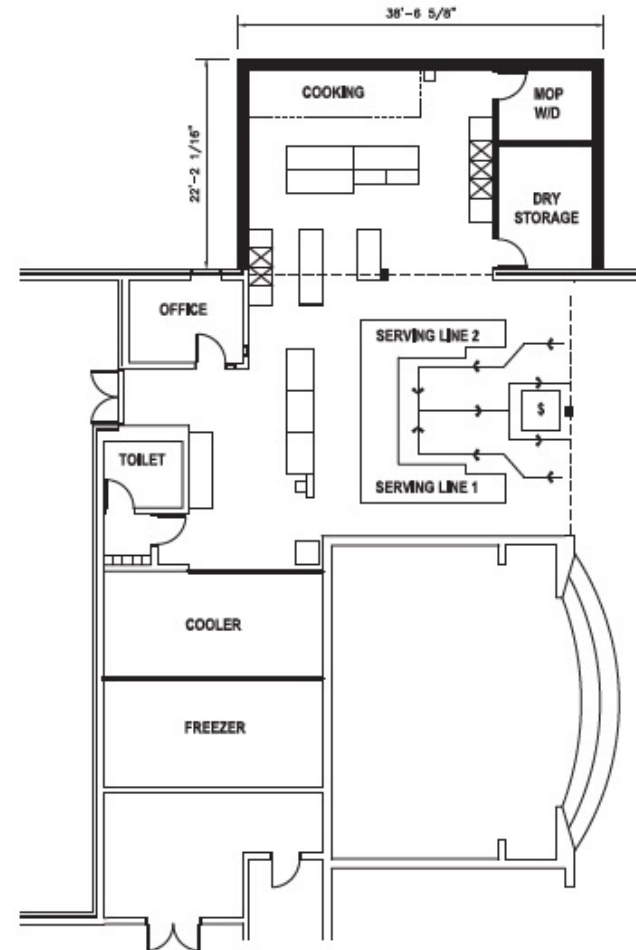 38'-6 5/8"
22'-2 1/16"
COOKING
MOP
W/D
DRY
STORAGE
OFFICE
SERVING LINE 2
$
TOILET
SERVING LINE 1
COOLER
FREEZER